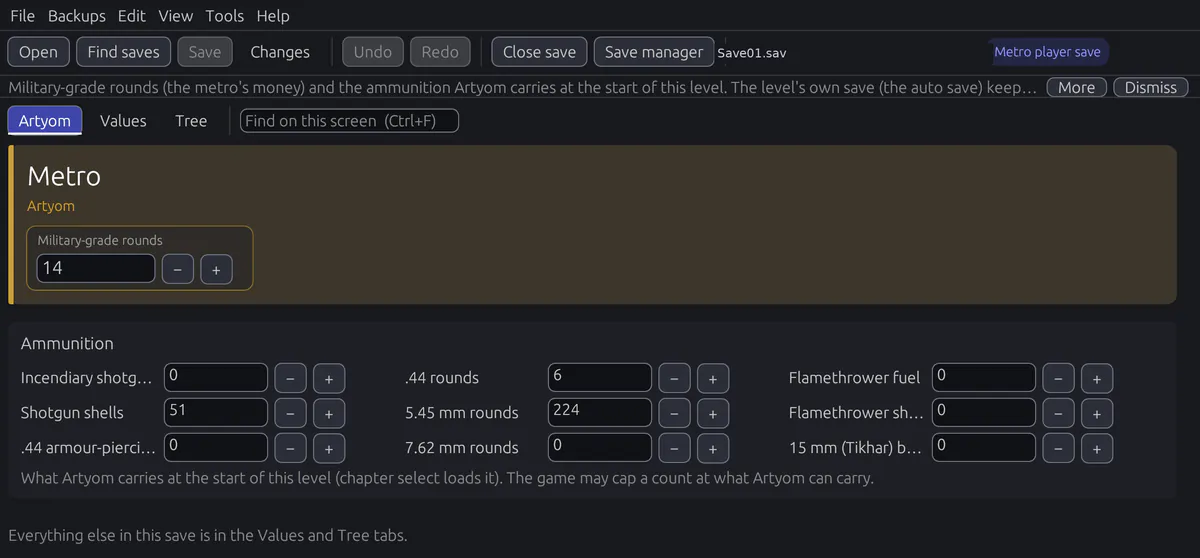 File Backups Edit View Tools Help
Open Find saves Save Changes Undo Redo Close save Save manager Save01.sav Metro player save
Military-grade rounds (the metro's money) and the ammunition Artyom carries at the start of this level. The level's own save (the auto save) keep… More Dismiss
Artyom Values Tree Find on this screen (Ctrl+F)
Metro
Artyom
Military-grade rounds
14 − +
Ammunition
Incendiary shotg… 0 − + .44 rounds 6 − + Flamethrower fuel 0 − +
Shotgun shells 51 − + 5.45 mm rounds 224 − + Flamethrower sh… 0 − +
.44 armour-pierci… 0 − + 7.62 mm rounds 0 − + 15 mm (Tikhar) b… 0 − +
What Artyom carries at the start of this level (chapter select loads it). The game may cap a count at what Artyom can carry.
Everything else in this save is in the Values and Tree tabs.